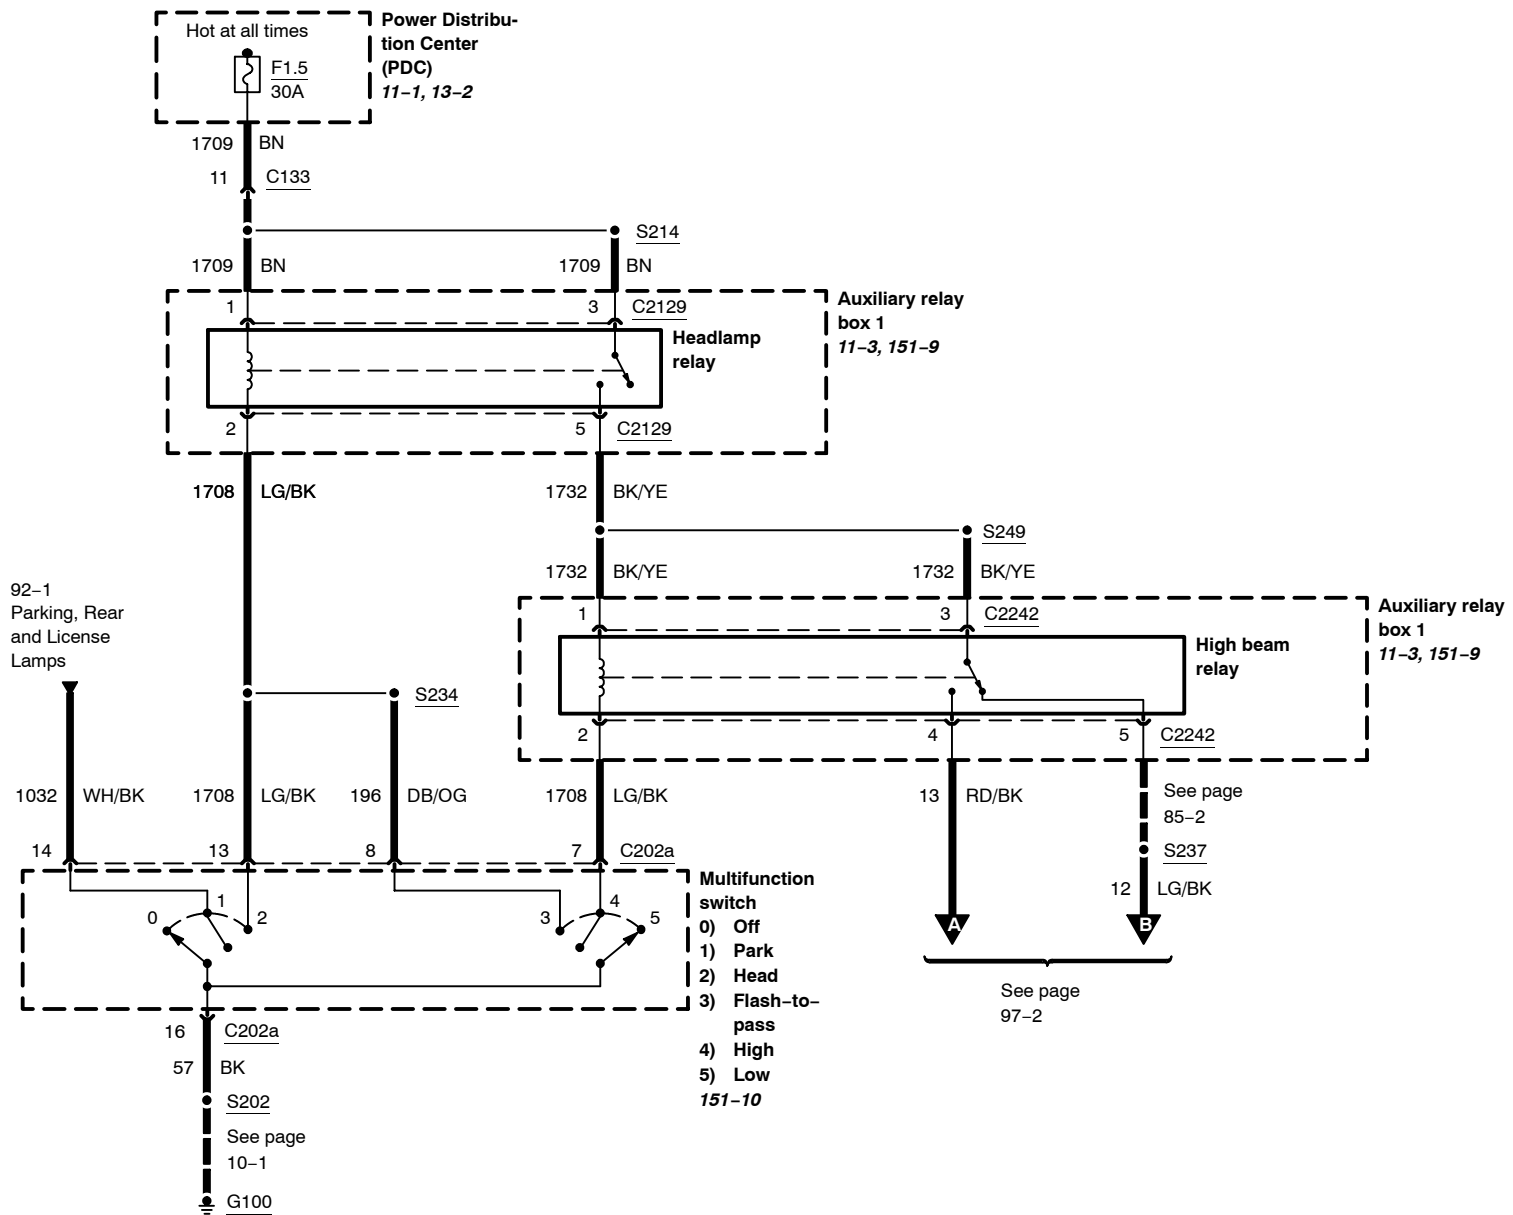 Hot at all times
F1.5
30A
Power Distribu-
tion Center
(PDC)
11−1, 13−2
1709 BN
11 C133
S214
1709 BN
1709 BN
1
3 C2129
Auxiliary relay
box 1
11−3, 151−9
Headlamp
relay
2
5 C2129
1708 LG/BK
1732 BK/YE
S249
1732 BK/YE
1732 BK/YE
92−1
Parking, Rear
and License
Lamps
1
3 C2242
Auxiliary relay
box 1
11−3, 151−9
High beam
relay
S234
2
4
5 C2242
1032 WH/BK
1708 LG/BK
196 DB/OG
1708 LG/BK
13 RD/BK
See page
85−2
S237
12 LG/BK
14
13
8
7 C202a
0
1
2
3
4
5
Multifunction
switch
0) Off
1) Park
2) Head
3) Flash−to−
pass
4) High
5) Low
151−10
A
B
See page
97−2
16 C202a
57 BK
S202
See page
10−1
G100